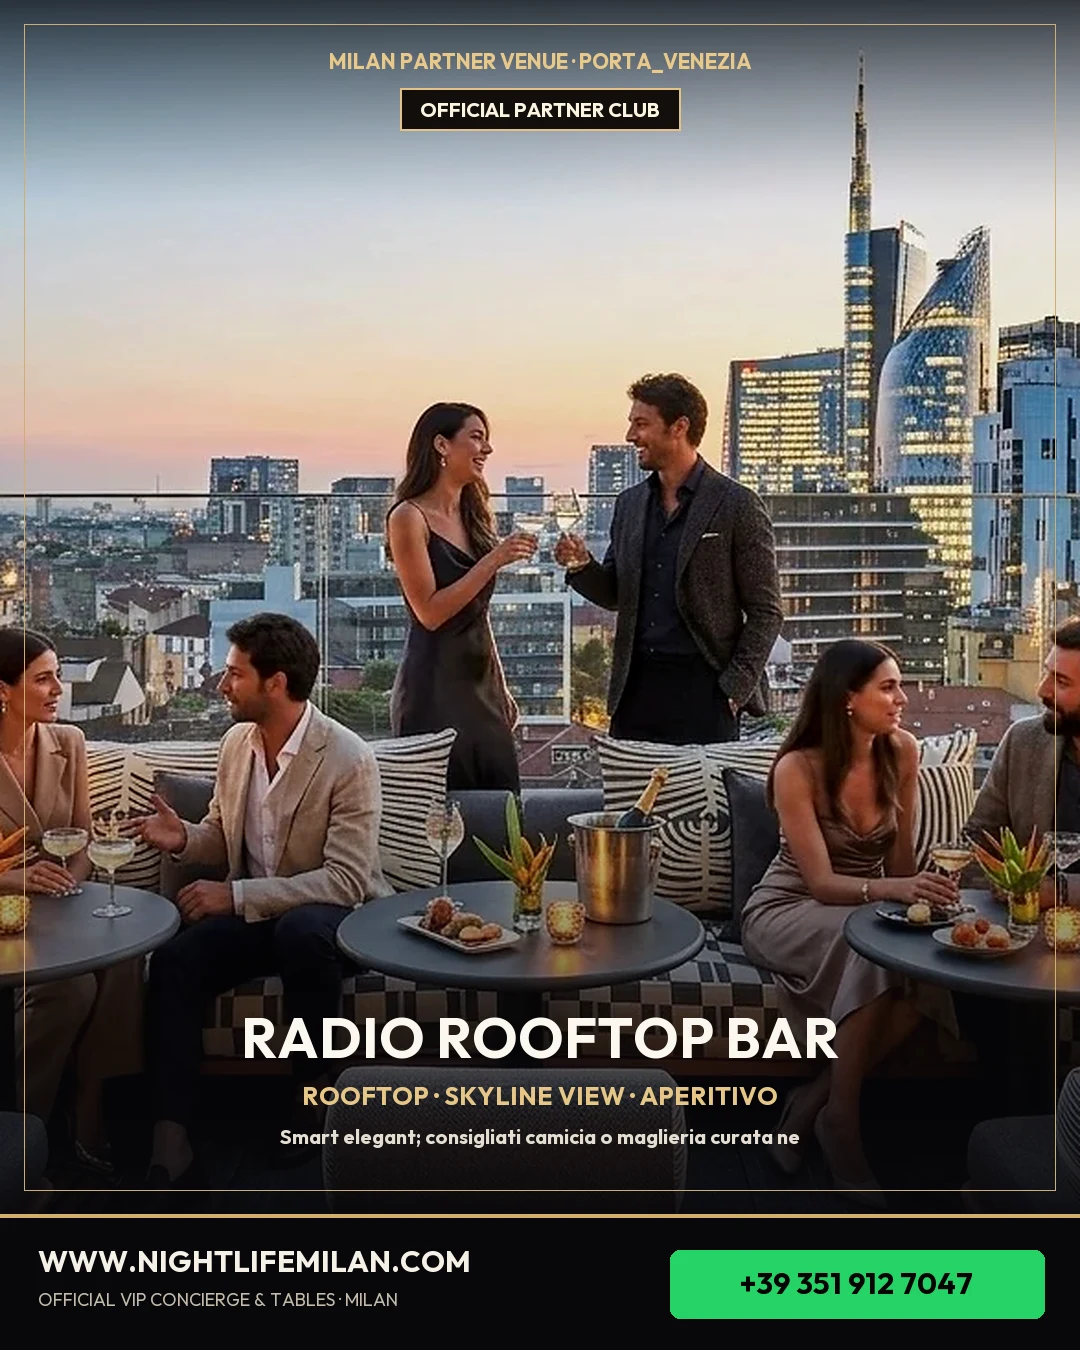 MILAN PARTNER VENUE · PORTA_VENEZIA
OFFICIAL PARTNER CLUB
RADIO ROOFTOP BAR
ROOFTOP · SKYLINE VIEW · APERITIVO
Smart elegant; consigliati camicia o maglieria curata ne
WWW.NIGHTLIFEMILAN.COM
OFFICIAL VIP CONCIERGE & TABLES · MILAN
+39 351 912 7047